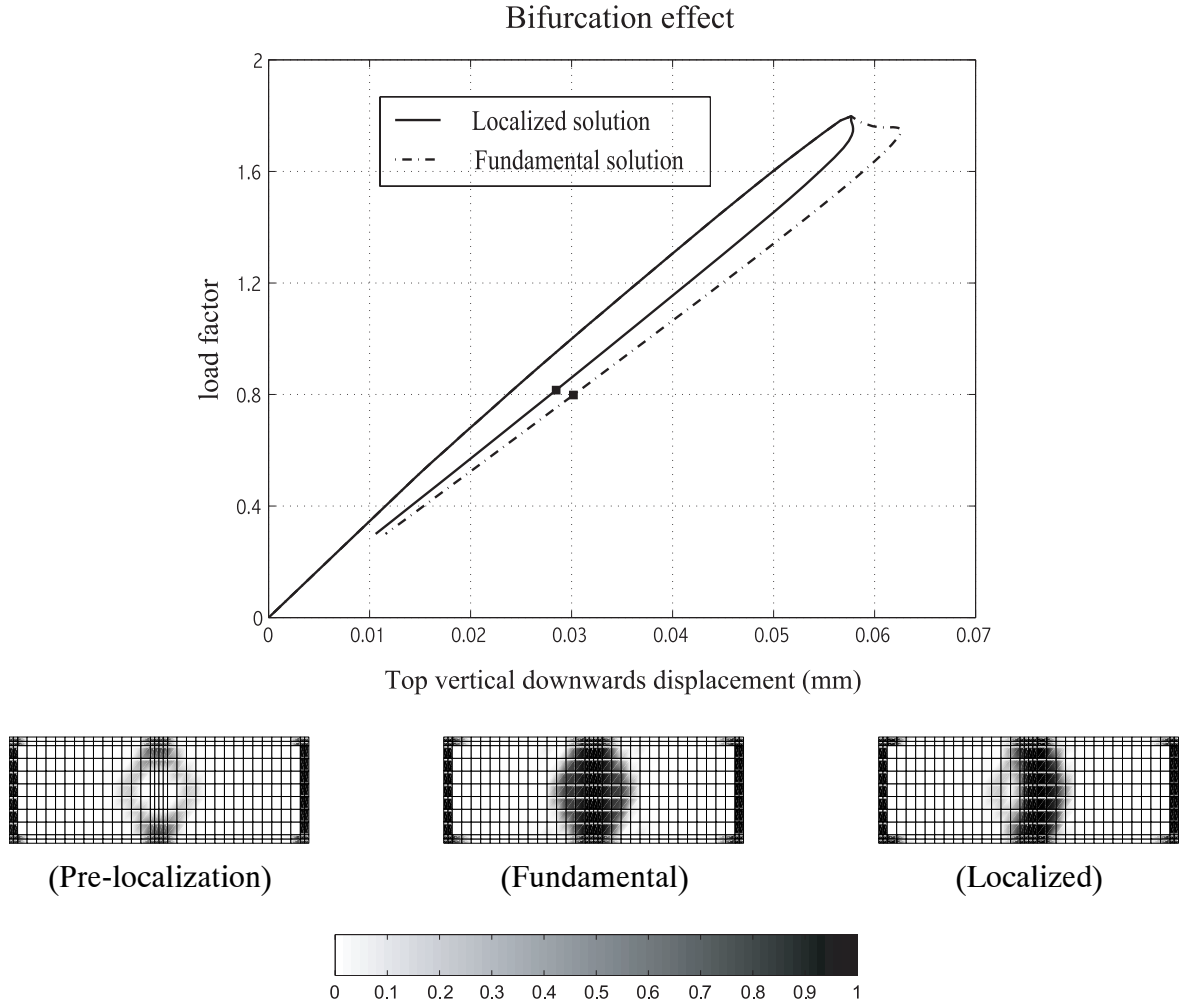 Bifurcation effect
2
1.6
1.2
0.8
0.4
0
Localized solution
Fundamental solution
load factor
0 0.01 0.02 0.03 0.04 0.05 0.06 0.07
Top vertical downwards displacement (mm)
(Pre-localization) (Fundamental) (Localized)
0 0.1 0.2 0.3 0.4 0.5 0.6 0.7 0.8 0.9 1